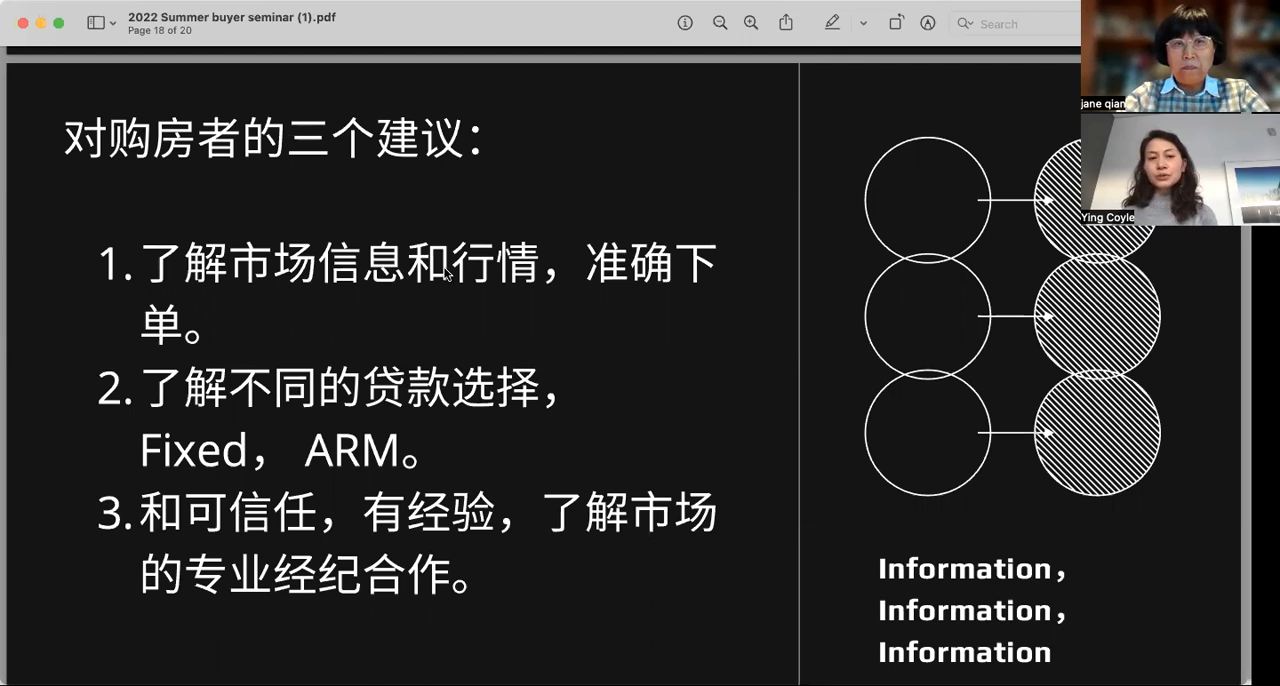 2022 Summer buyer seminar (1).pdf
Page 18 of 20
Search
jane qian
Ying Coyle
对购房者的三个建议：
1. 了解市场信息和行情，准确下
单。
2. 了解不同的贷款选择，
Fixed， ARM。
3. 和可信任，有经验，了解市场
的专业经纪合作。
Information，
Information，
Information